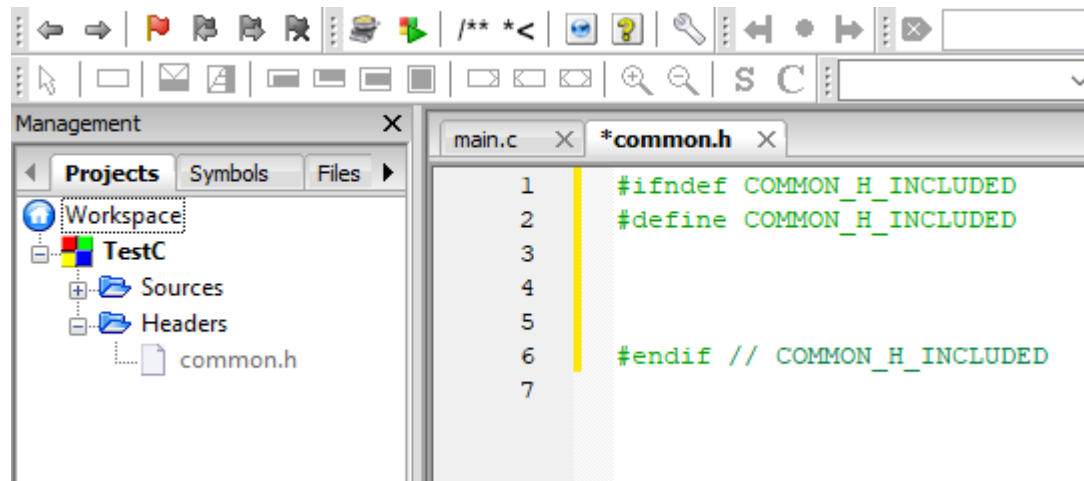 /** *<
S C
Management
main.c *common.h
Projects Symbols Files
1 #ifndef COMMON_H_INCLUDED
Workspace
2 #define COMMON_H_INCLUDED
TestC
3
Sources
4
Headers
5
common.h
6 #endif // COMMON_H_INCLUDED
7